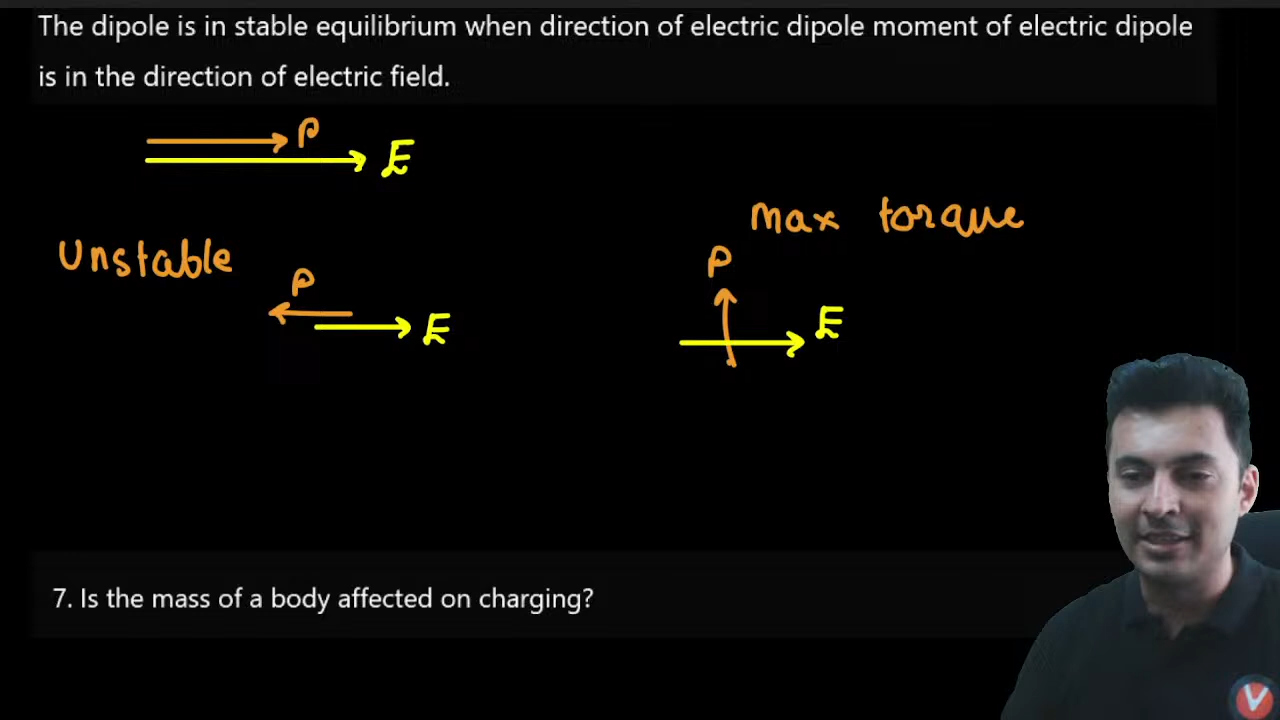 The dipole is in stable equilibrium when direction of electric dipole moment of electric dipole
is in the direction of electric field.
P
E
max torque
Unstable
P
P
E
E
7. Is the mass of a body affected on charging?
V